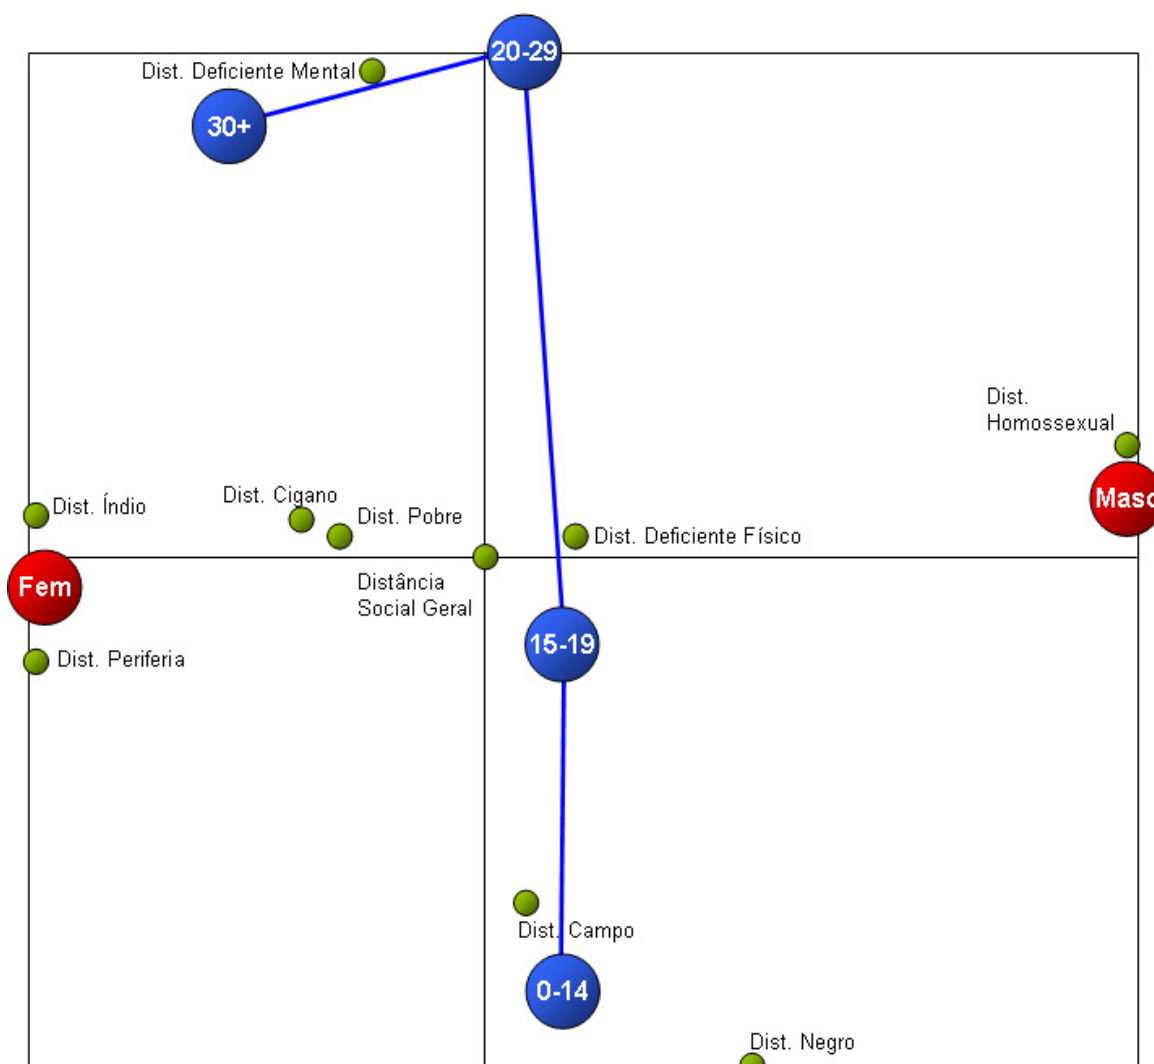 20-29
Dist. Deficiente Mental
30+
Dist.
Homossexual
Masc
Dist. Índio
Dist. Cigano
Dist. Pobre
Dist. Deficiente Físico
Fem
Distância
Social Geral
15-19
Dist. Periferia
Dist. Campo
0-14
Dist. Negro